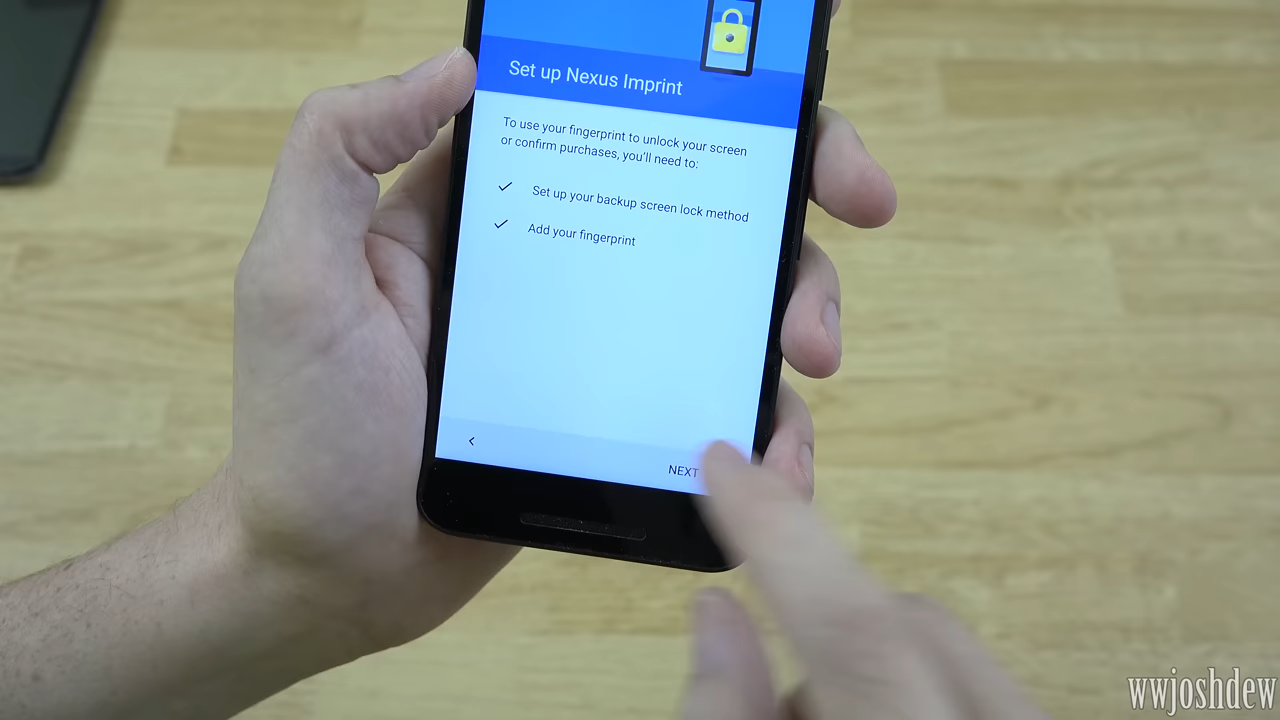 Set up Nexus Imprint
To use your fingerprint to unlock your screen
or confirm purchases, you'll need to:
Set up your backup screen lock method
Add your fingerprint
NEXT
wwjoshdew